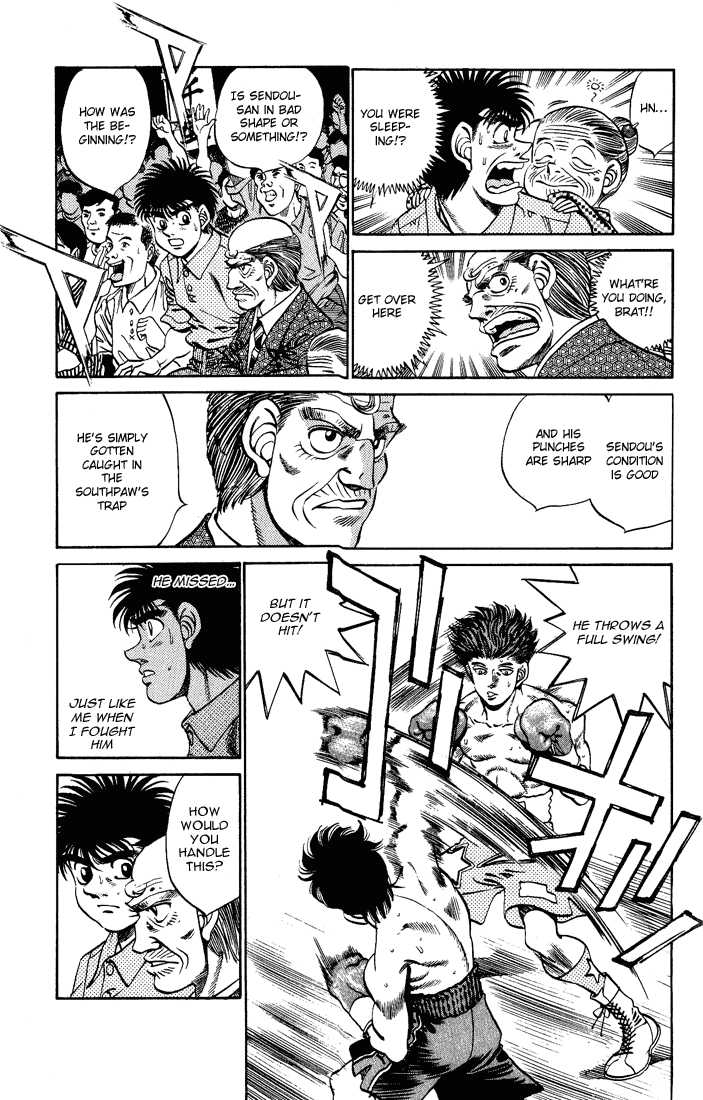 HN...
YOU WERE
SLEEP-
ING!?
WHAT'RE
YOU DOING,
BRAT!!
GET OVER
HERE
IS SENDOU-
SAN IN BAD
SHAPE OR
SOMETHING!?
HOW WAS
THE BE-
GINNING!?
SENDOU'S
CONDITION
IS GOOD
AND HIS
PUNCHES
ARE SHARP
HE'S SIMPLY
GOTTEN
CAUGHT IN
THE
SOUTHPAW'S
TRAP
HE THROWS A
FULL SWING!
BUT IT
DOESN'T
HIT!
HE MISSED...
JUST LIKE
ME WHEN
I FOUGHT
HIM
HOW
WOULD
YOU
HANDLE
THIS?